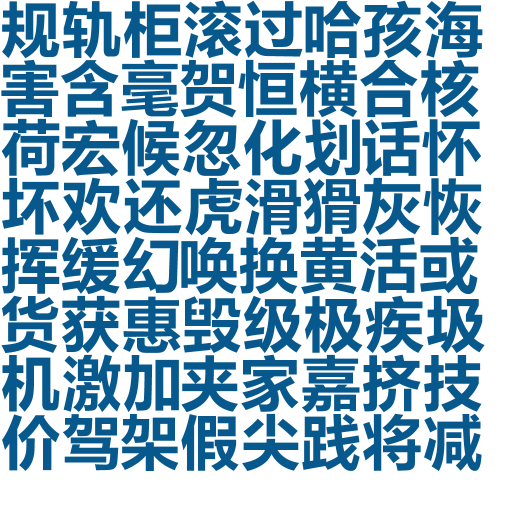 规轨柜滚过哈孩海
害含毫贺恒横合核
荷宏候忽化划话怀
坏欢还虎滑猾灰恢
挥缓幻唤换黄活或
货获惠毁级极疾圾
机激加夹家嘉挤技
价驾架假尖践将减